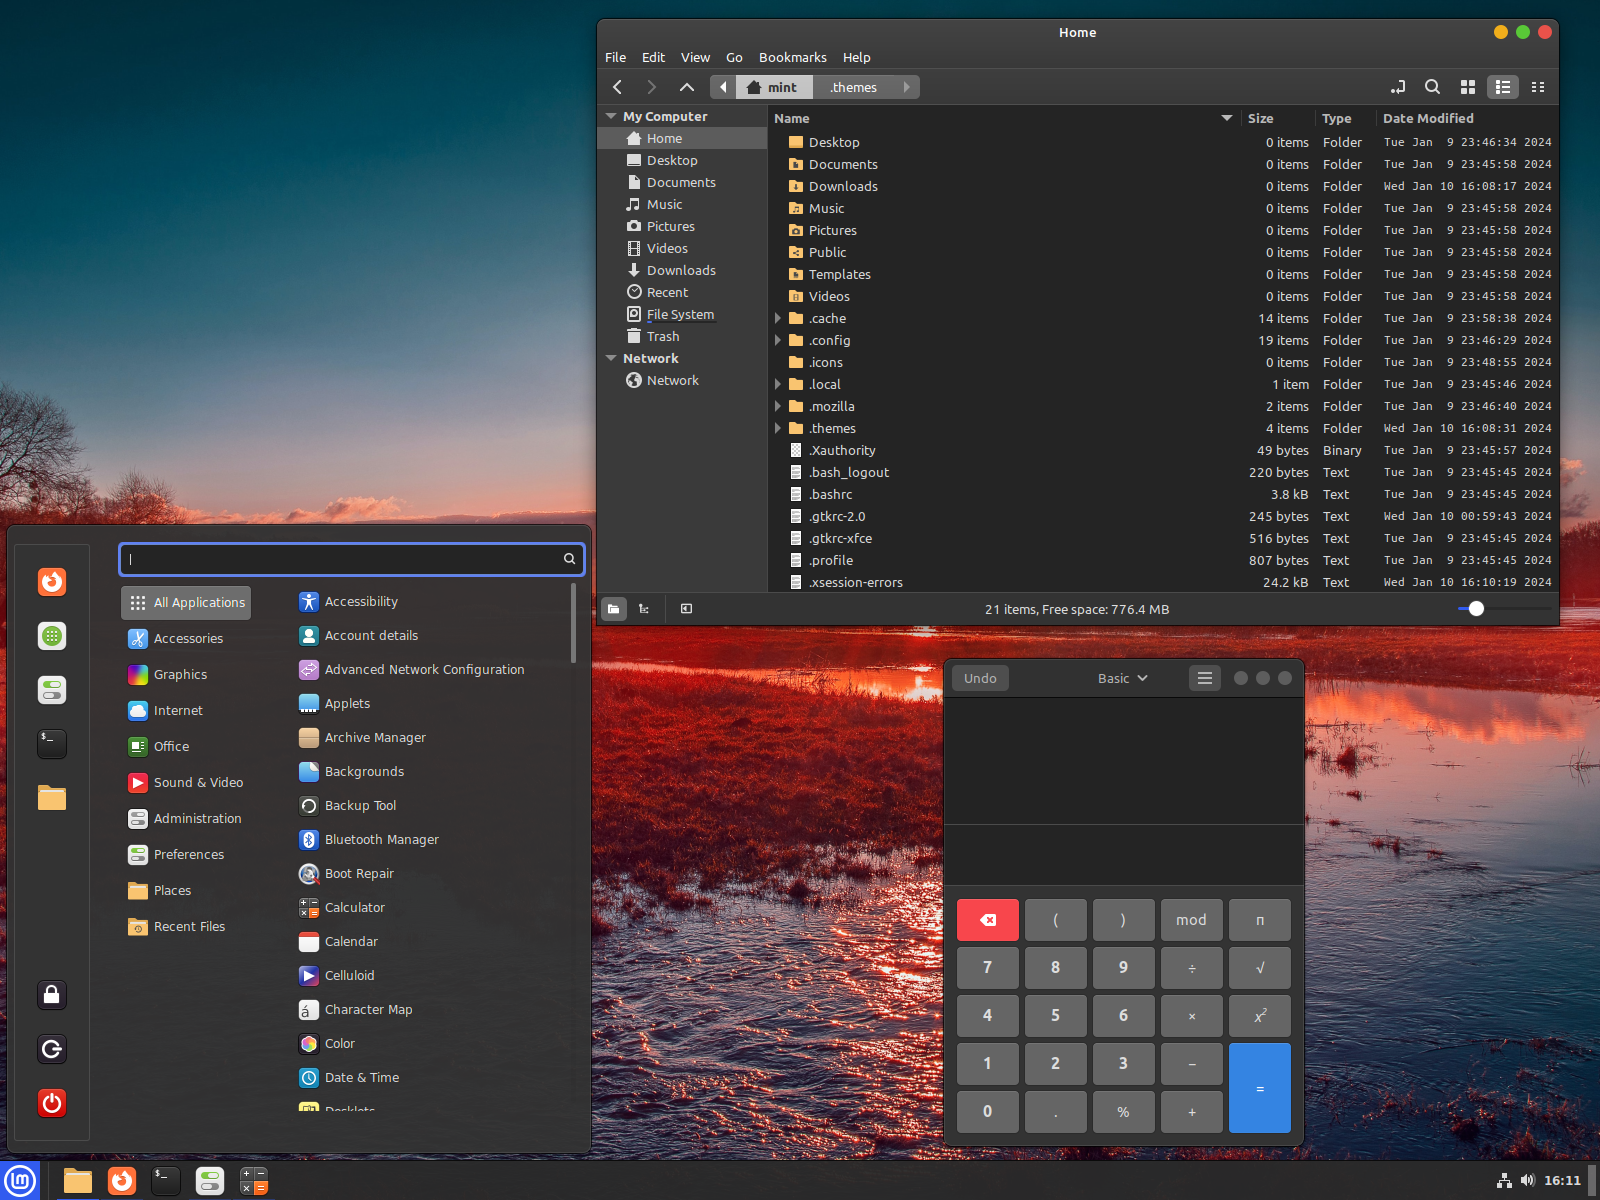 Home
File Edit View Go Bookmarks Help
mint .themes
My Computer
Home
Desktop
Documents
Music
Pictures
Videos
Downloads
Recent
File System
Trash
Network
Network
Name Size Type Date Modified
Desktop 0 items Folder Tue Jan 9 23:46:34 2024
Documents 0 items Folder Tue Jan 9 23:45:58 2024
Downloads 0 items Folder Wed Jan 10 16:08:17 2024
Music 0 items Folder Tue Jan 9 23:45:58 2024
Pictures 0 items Folder Tue Jan 9 23:45:58 2024
Public 0 items Folder Tue Jan 9 23:45:58 2024
Templates 0 items Folder Tue Jan 9 23:45:58 2024
Videos 0 items Folder Tue Jan 9 23:45:58 2024
.cache 14 items Folder Tue Jan 9 23:58:38 2024
.config 19 items Folder Tue Jan 9 23:46:29 2024
.icons 0 items Folder Tue Jan 9 23:48:55 2024
.local 1 item Folder Tue Jan 9 23:45:46 2024
.mozilla 2 items Folder Tue Jan 9 23:46:40 2024
.themes 4 items Folder Wed Jan 10 16:08:31 2024
.Xauthority 49 bytes Binary Tue Jan 9 23:45:57 2024
.bash_logout 220 bytes Text Tue Jan 9 23:45:45 2024
.bashrc 3.8 kB Text Tue Jan 9 23:45:45 2024
.gtkrc-2.0 245 bytes Text Wed Jan 10 00:59:43 2024
.gtkrc-xfce 516 bytes Text Tue Jan 9 23:45:45 2024
.profile 807 bytes Text Tue Jan 9 23:45:45 2024
.xsession-errors 24.2 kB Text Wed Jan 10 16:10:19 2024
21 items, Free space: 776.4 MB
All Applications
Accessories
Graphics
Internet
Office
Sound & Video
Administration
Preferences
Places
Recent Files
Accessibility
Account details
Advanced Network Configuration
Applets
Archive Manager
Backgrounds
Backup Tool
Bluetooth Manager
Boot Repair
Calculator
Calendar
Celluloid
Character Map
Color
Date & Time
Desklets
Undo Basic
( ) mod π
7 8 9 ÷ √
4 5 6 × x²
1 2 3 − =
0 . % +
16:11